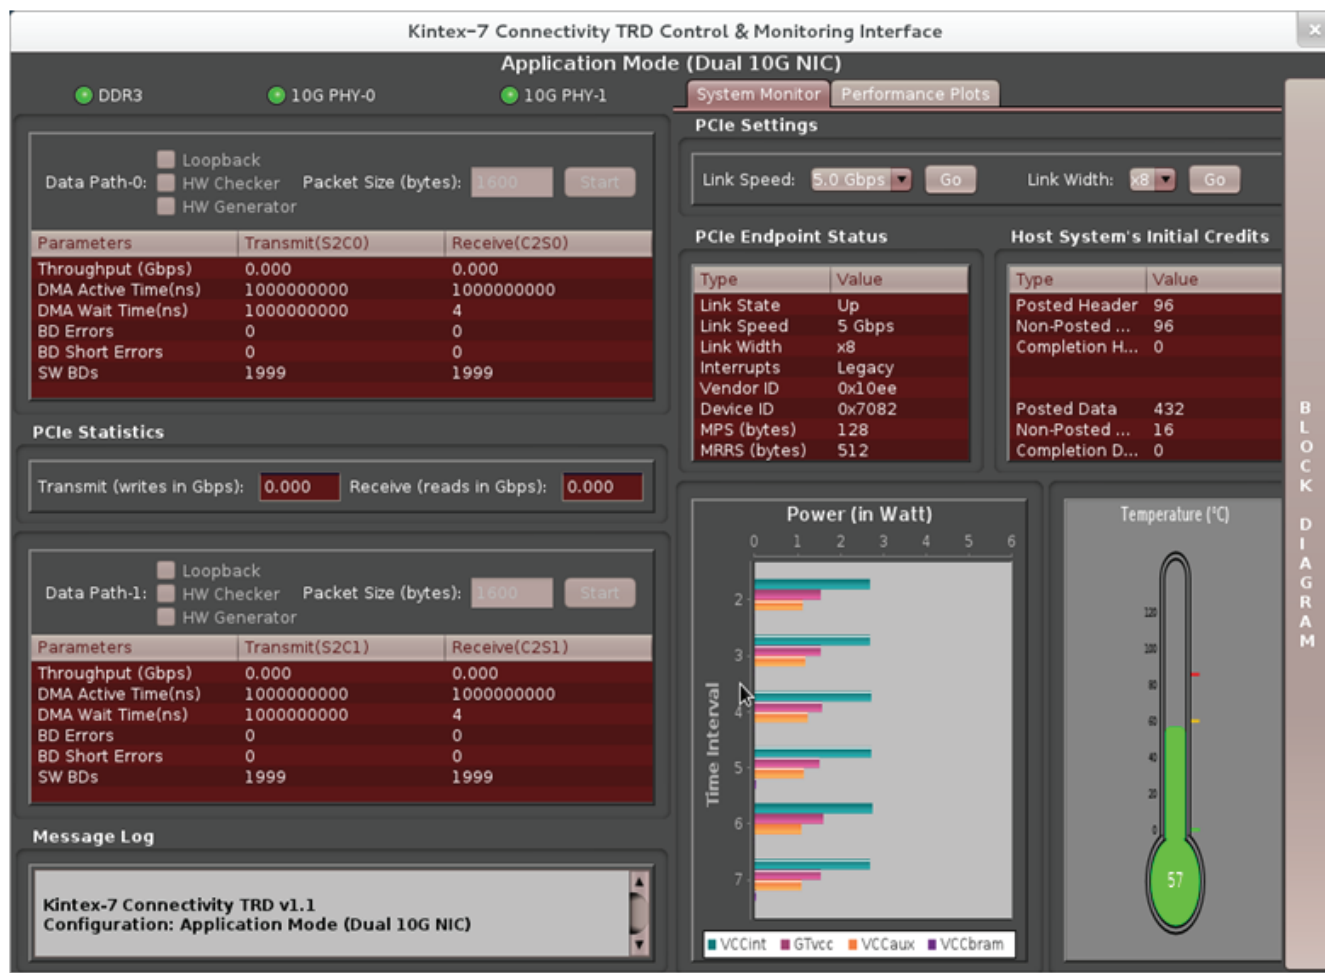 Kintex-7 Connectivity TRD Control & Monitoring Interface
Application Mode (Dual 10G NIC)
DDR3 10G PHY-0 10G PHY-1
Data Path-0:
Loopback
HW Checker
HW Generator
Packet Size (bytes): 1600 Start
Parameters Transmit(S2C0) Receive(C2S0)
Throughput (Gbps) 0.000 0.000
DMA Active Time(ns) 1000000000 1000000000
DMA Wait Time(ns) 1000000000 4
BD Errors 0 0
BD Short Errors 0 0
SW BDs 1999 1999
PCIe Statistics
Transmit (writes in Gbps): 0.000 Receive (reads in Gbps): 0.000
Data Path-1:
Loopback
HW Checker
HW Generator
Packet Size (bytes): 1600 Start
Parameters Transmit(S2C1) Receive(C2S1)
Throughput (Gbps) 0.000 0.000
DMA Active Time(ns) 1000000000 1000000000
DMA Wait Time(ns) 1000000000 4
BD Errors 0 0
BD Short Errors 0 0
SW BDs 1999 1999
Message Log
Kintex-7 Connectivity TRD v1.1
Configuration: Application Mode (Dual 10G NIC)
System Monitor Performance Plots
PCIe Settings
Link Speed: 5.0 Gbps Go Link Width: x8 Go
PCIe Endpoint Status
Type Value
Link State Up
Link Speed 5 Gbps
Link Width x8
Interrupts Legacy
Vendor ID 0x10ee
Device ID 0x7082
MPS (bytes) 128
MRRS (bytes) 512
Host System's Initial Credits
Type Value
Posted Header 96
Non-Posted ... 96
Completion H... 0
Posted Data 432
Non-Posted ... 16
Completion D... 0
Power (in Watt)
0 1 2 3 4 5 6
Time Interval
2
3
4
5
6
7
VCCint GTvcc VCCaux VCCbram
Temperature (°C)
120
100
80
60
40
20
0
57
BLOCK DIAGRAM